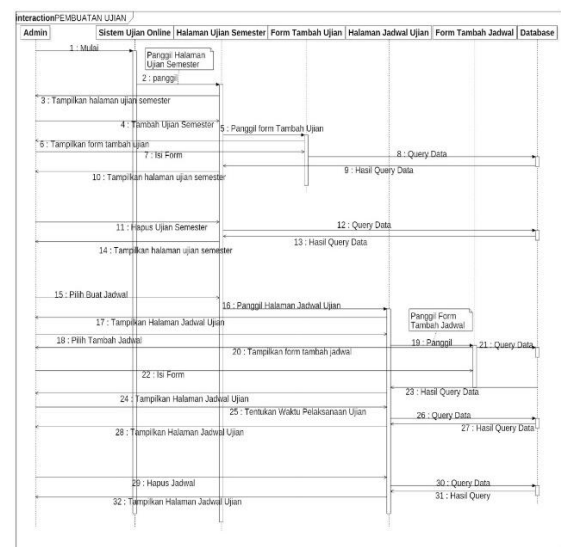 interactionPEMBUATAN UJIAN
Admin
Sistem Ujian Online
Halaman Ujian Semester
Form Tambah Ujian
Halaman Jadwal Ujian
Form Tambah Jadwal
Database
1 : Mulai
Panggi Halaman
Ujian Semester
2 : panggil
3 : Tampilkan halaman ujian semester
4 : Tambah Ujian Semester
5 : Panggil form Tambah Ujian
6 : Tampilkan form tambah ujian
7 : Isi Form
8 : Query Data
9 : Hasil Query Data
10 : Tampilkan halaman ujian semester
11 : Hapus Ujian Semester
12 : Query Data
13 : Hasil Query Data
14 : Tampilkan halaman ujian semester
15 : Pilih Buat Jadwal
16 : Panggil Halaman Jadwal Ujian
Panggi Form
Tambah Jadwal
17 : Tampilkan Halaman Jadwal Ujian
18 : Pilih Tambah Jadwal
19 : Panggil
20 : Tampilkan form tambah jadwal
21 : Query Data
22 : Isi Form
23 : Hasil Query Data
24 : Tampilkan Halaman Jadwal Ujian
25 : Tentukan Waktu Pelaksanaan Ujian
26 : Query Data
27 : Hasil Query Data
28 : Tampilkan Halaman Jadwal Ujian
29 : Hapus Jadwal
30 : Query Data
31 : Hasil Query
32 : Tampilkan Halaman Jadwal Ujian